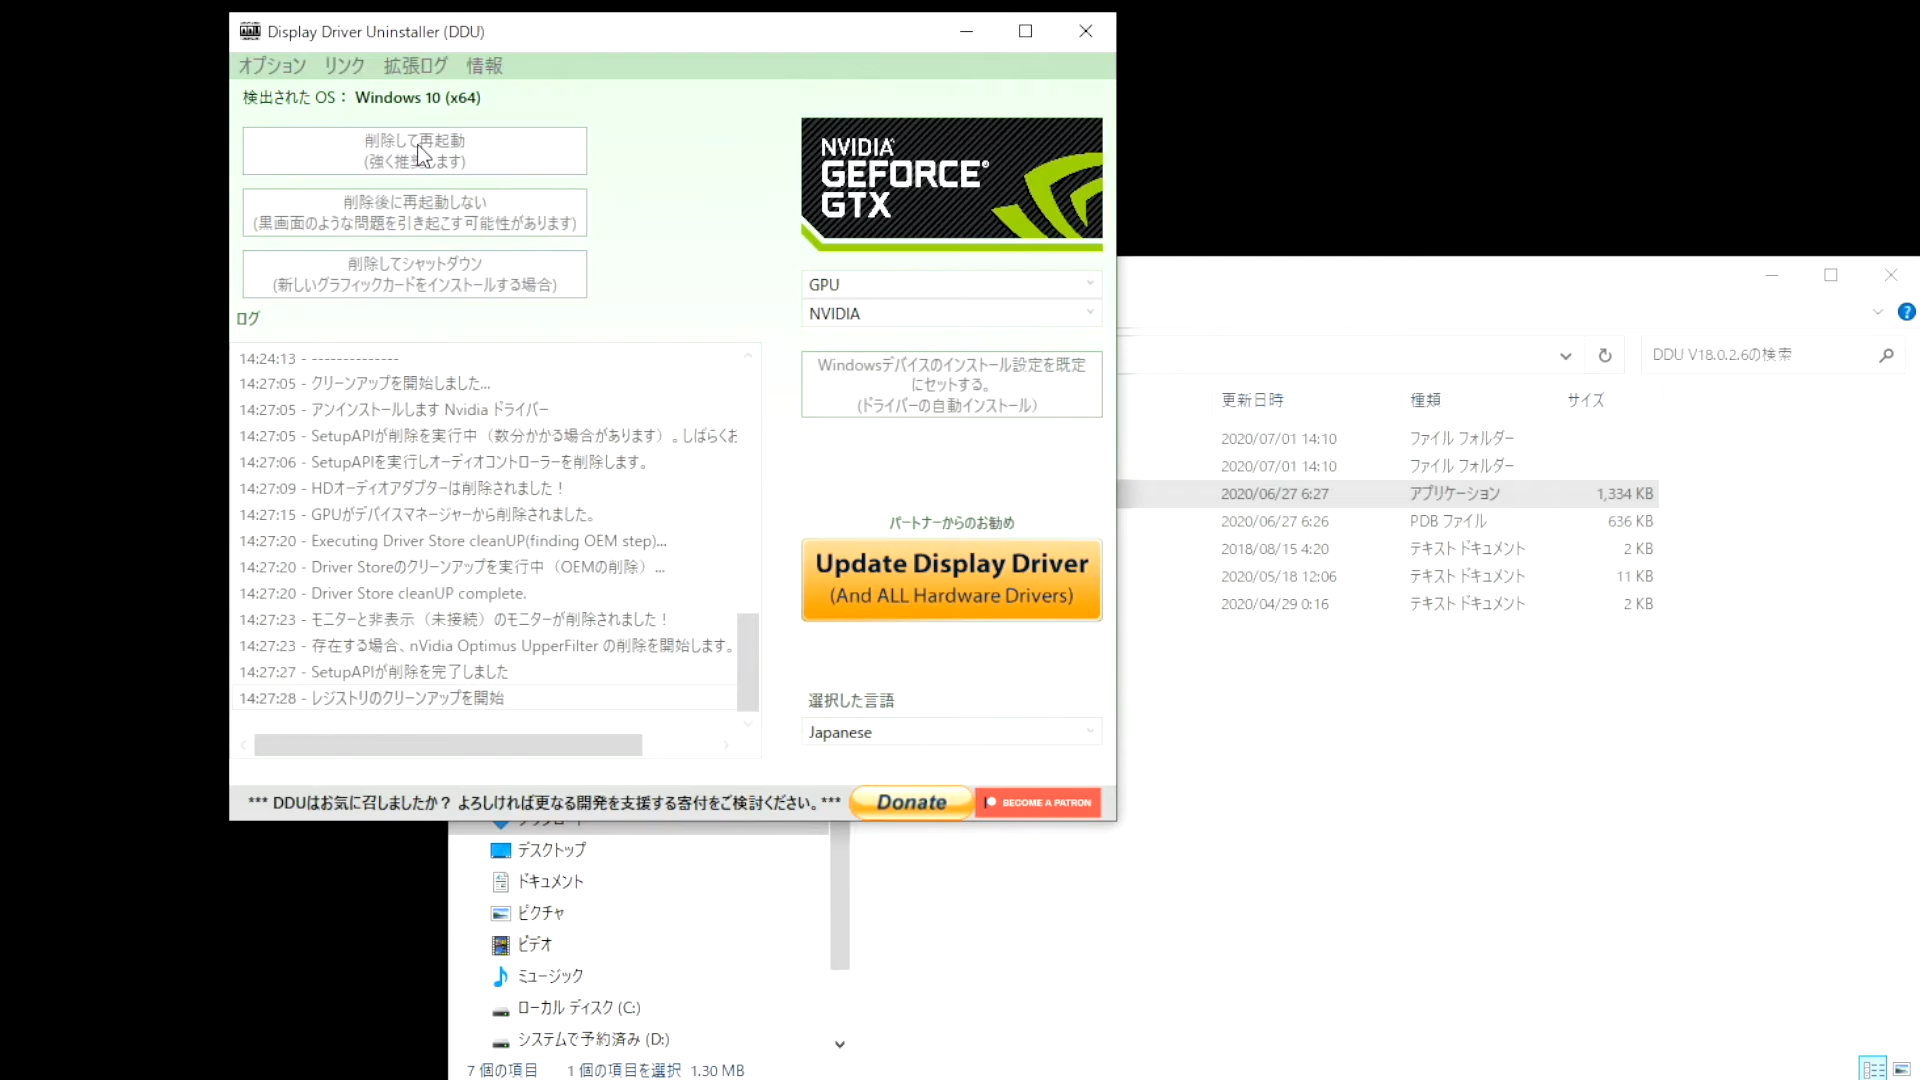 Display Driver Uninstaller (DDU)
オプション リンク 拡張ログ 情報
検出された OS： Windows 10 (x64)
削除して再起動
(強く推奨します)
削除後に再起動しない
(黒画面のような問題を引き起こす可能性があります)
削除してシャットダウン
(新しいグラフィックカードをインストールする場合)
ログ
14:24:13 - --------------
14:27:05 - クリーンアップを開始しました...
14:27:05 - アンインストールします Nvidia ドライバー
14:27:05 - SetupAPIが削除を実行中（数分かかる場合があります）。しばらくお
14:27:06 - SetupAPIを実行しオーディオコントローラーを削除します。
14:27:09 - HDオーディオアダプターは削除されました！
14:27:15 - GPUがデバイスマネージャーから削除されました。
14:27:20 - Executing Driver Store cleanUP(finding OEM step)...
14:27:20 - Driver Storeのクリーンアップを実行中（OEMの削除）...
14:27:20 - Driver Store cleanUP complete.
14:27:23 - モニターと非表示（未接続）のモニターが削除されました！
14:27:23 - 存在する場合、nVidia Optimus UpperFilter の削除を開始します。
14:27:27 - SetupAPIが削除を完了しました
14:27:28 - レジストリのクリーンアップを開始
NVIDIA
GEFORCE®
GTX
GPU
NVIDIA
Windowsデバイスのインストール設定を既定
にセットする。
(ドライバーの自動インストール)
パートナーからのお勧め
Update Display Driver
(And ALL Hardware Drivers)
選択した言語
Japanese
*** DDUはお気に召しましたか？ よろしければ更なる開発を支援する寄付をご検討ください。***
Donate
BECOME A PATRON
DDU V18.0.2.6の検索
更新日時 種類 サイズ
2020/07/01 14:10 ファイル フォルダー
2020/07/01 14:10 ファイル フォルダー
2020/06/27 6:27 アプリケーション 1,334 KB
2020/06/27 6:26 PDB ファイル 636 KB
2018/08/15 4:20 テキスト ドキュメント 2 KB
2020/05/18 12:06 テキスト ドキュメント 11 KB
2020/04/29 0:16 テキスト ドキュメント 2 KB
デスクトップ
ドキュメント
ピクチャ
ビデオ
ミュージック
ローカル ディスク (C:)
システムで予約済み (D:)
7 個の項目 1 個の項目を選択 1.30 MB